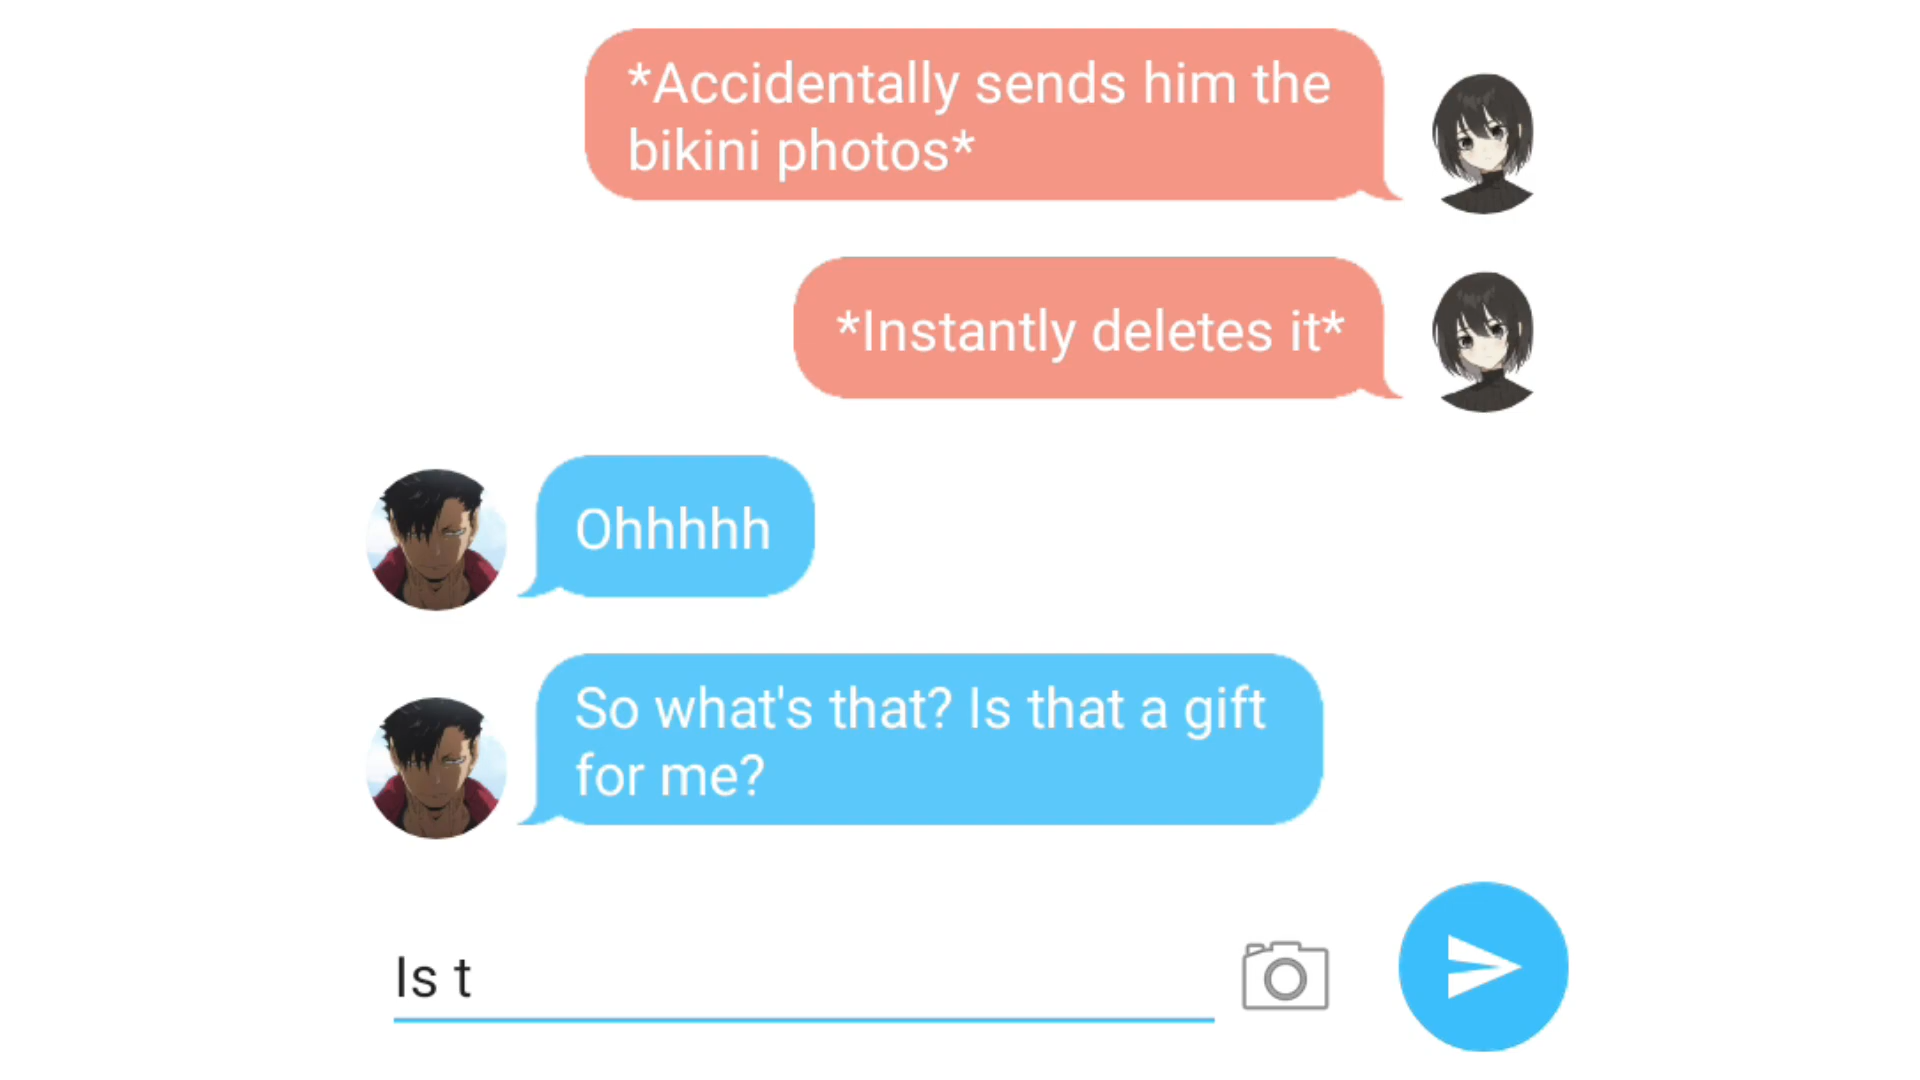 *Accidentally sends him the
bikini photos*
*Instantly deletes it*
Ohhhhh
So what's that? Is that a gift
for me?
Is t